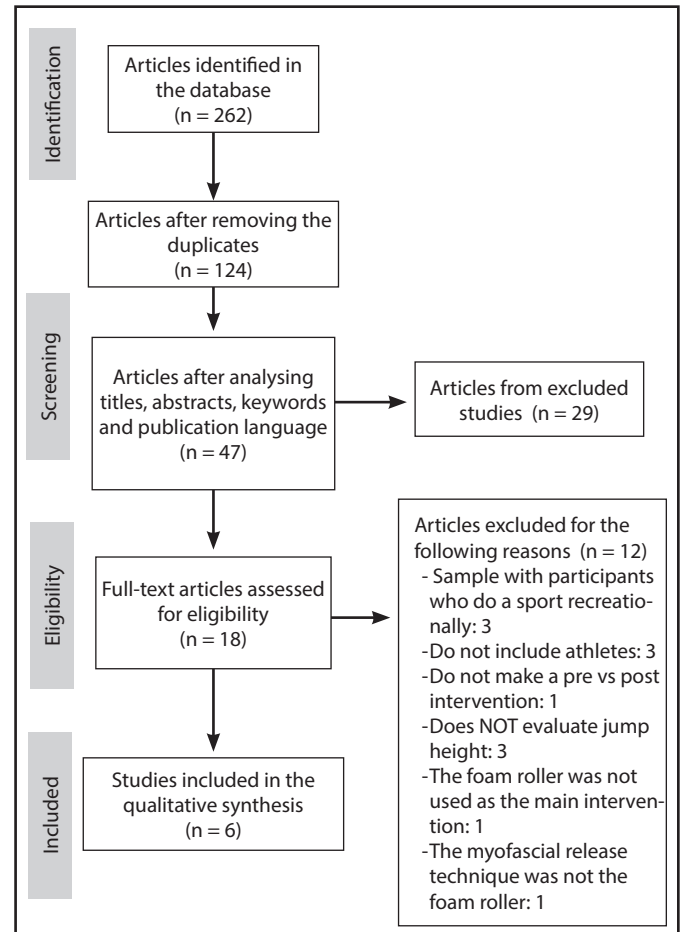 Identification
Articles identified in
the database
(n = 262)
Articles after removing the
duplicates
(n = 124)
Screening
Articles after analysing
titles, abstracts, keywords
and publication language
(n = 47)
Articles from excluded
studies (n = 29)
Eligibility
Full-text articles assessed
for eligibility
(n = 18)
Articles excluded for the
following reasons (n = 12)
- Sample with participants
who do a sport recreatio-
nally: 3
- Do not include athletes: 3
- Do not make a pre vs post
intervention: 1
- Does NOT evaluate jump
height: 3
- The foam roller was not
used as the main interven-
tion: 1
- The myofascial release
technique was not the
foam roller: 1
Included
Studies included in the
qualitative synthesis
(n = 6)